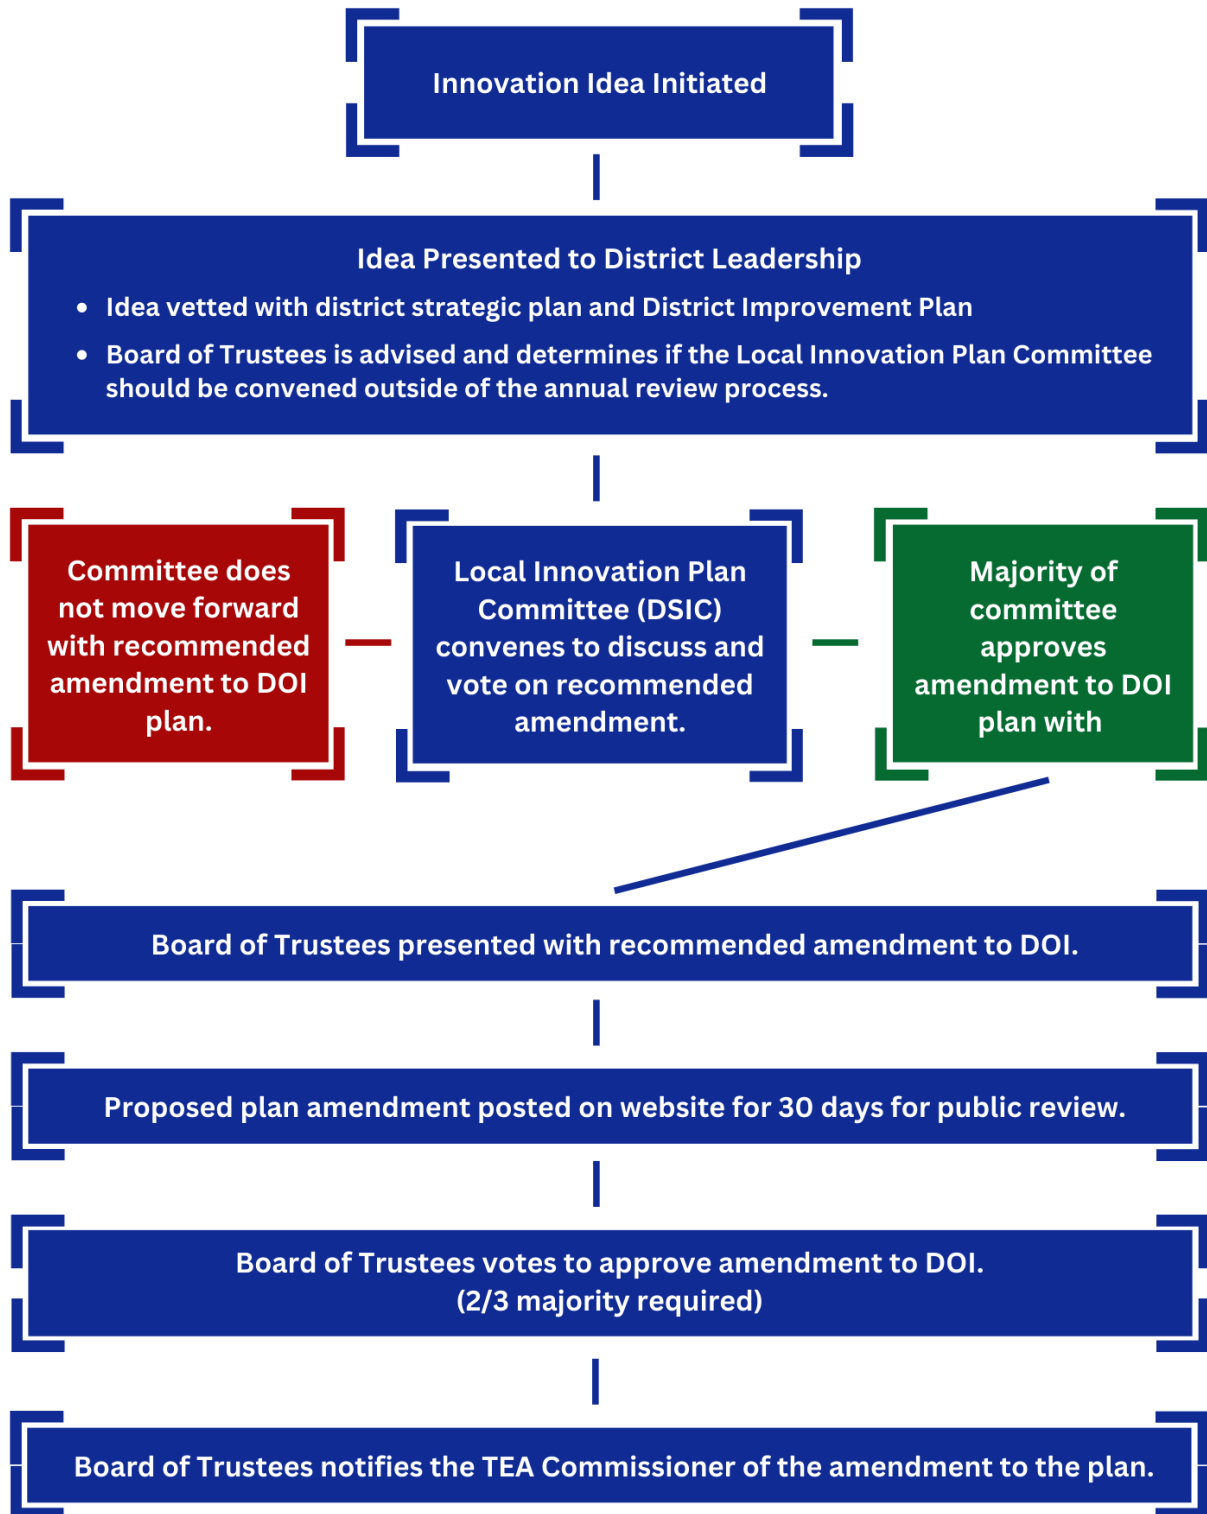 Innovation Idea Initiated
Idea Presented to District Leadership
• Idea vetted with district strategic plan and District Improvement Plan
• Board of Trustees is advised and determines if the Local Innovation Plan Committee
should be convened outside of the annual review process.
Committee does
not move forward
with recommended
amendment to DOI
plan.
Local Innovation Plan
Committee (DSIC)
convenes to discuss and
vote on recommended
amendment.
Majority of
committee
approves
amendment to DOI
plan with
Board of Trustees presented with recommended amendment to DOI.
Proposed plan amendment posted on website for 30 days for public review.
Board of Trustees votes to approve amendment to DOI.
(2/3 majority required)
Board of Trustees notifies the TEA Commissioner of the amendment to the plan.